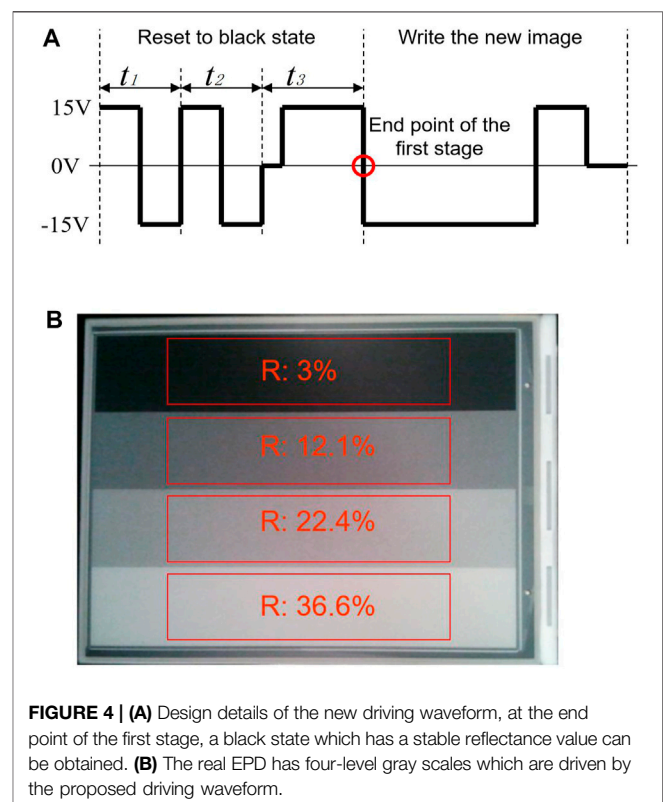 A
Reset to black state
Write the new image
t1
t2
t3
15V
End point of the
first stage
0V
-15V
B
R: 3%
R: 12.1%
R: 22.4%
R: 36.6%
FIGURE 4 | (A) Design details of the new driving waveform, at the end
point of the first stage, a black state which has a stable reflectance value can
be obtained. (B) The real EPD has four-level gray scales which are driven by
the proposed driving waveform.